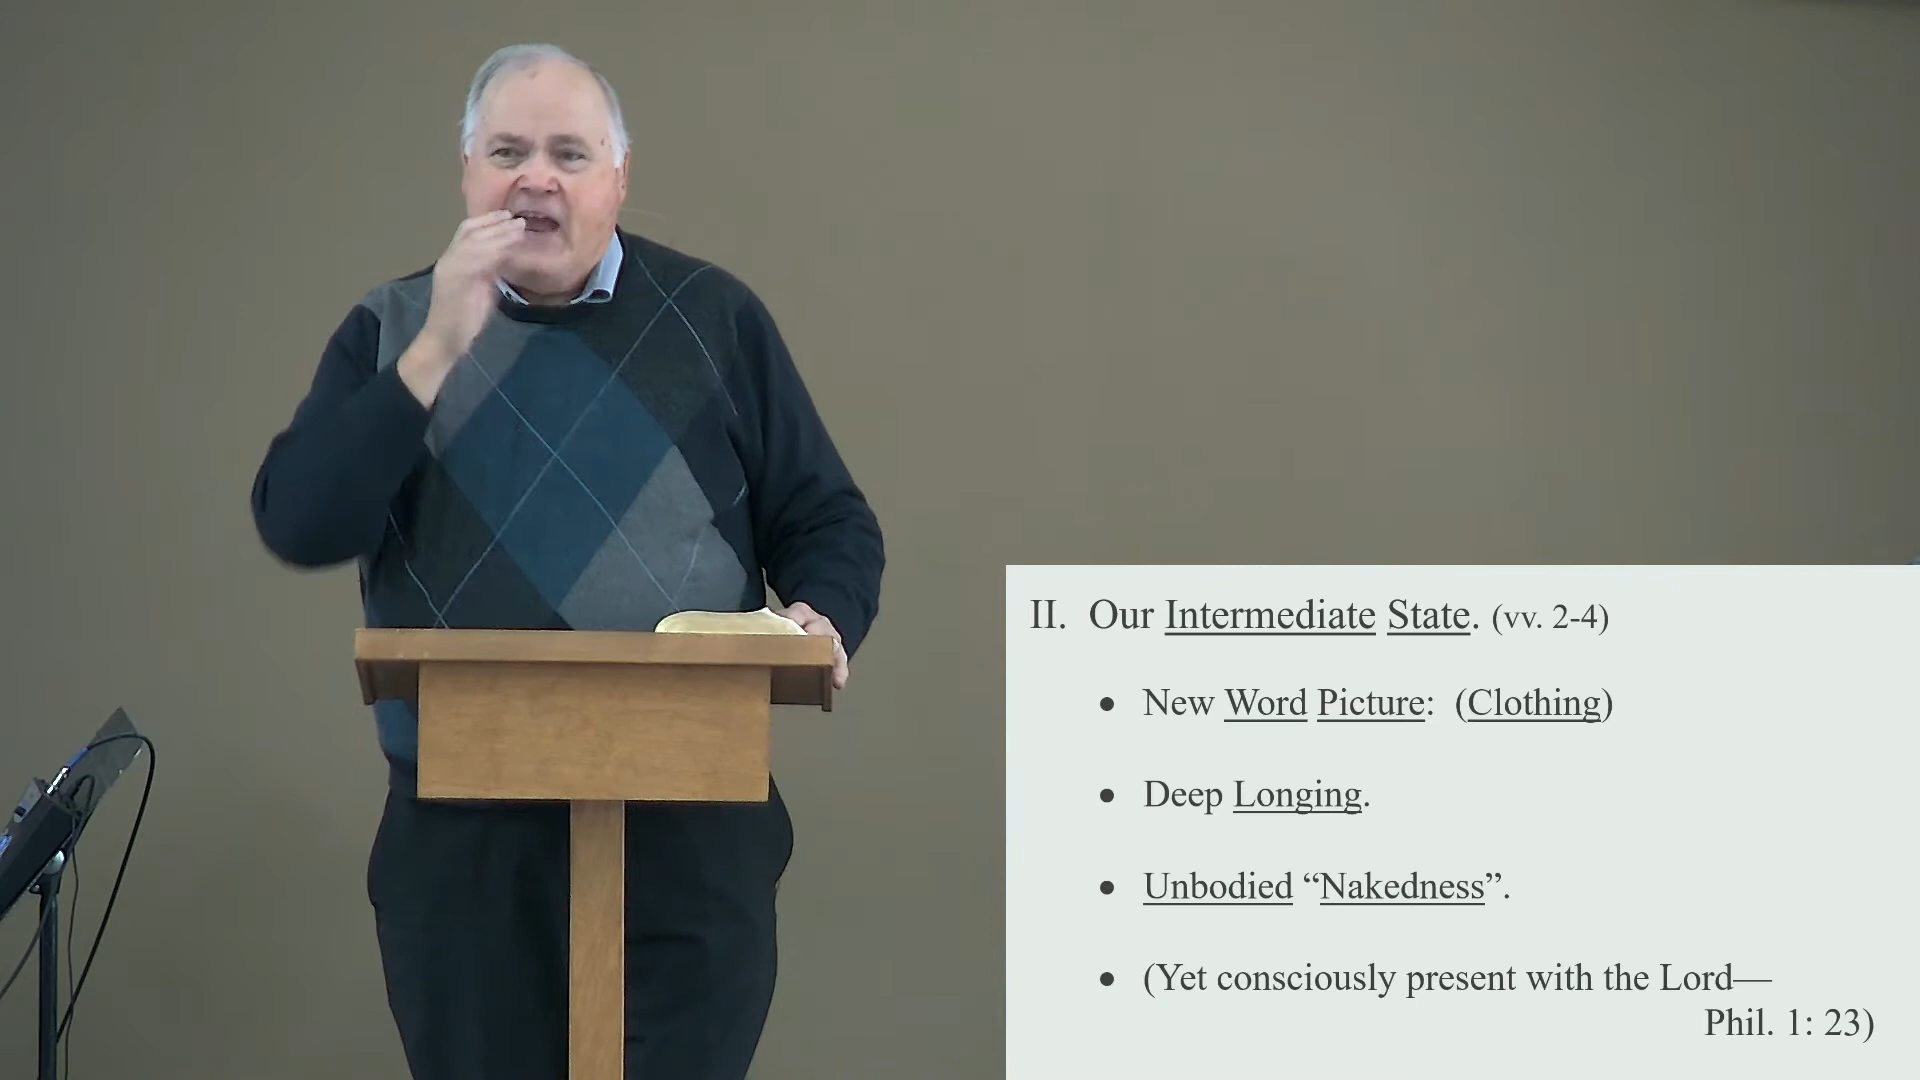 II. Our Intermediate State. (vv. 2-4)
• New Word Picture: (Clothing)
• Deep Longing.
• Unbodied “Nakedness”.
• (Yet consciously present with the Lord—
Phil. 1: 23)